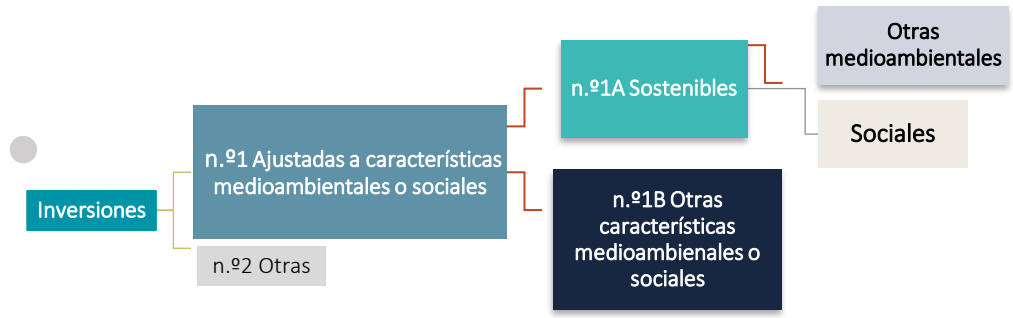 Inversiones
n.º1 Ajustadas a características
medioambientales o sociales
n.º2 Otras
n.º1A Sostenibles
n.º1B Otras
características
medioambienales o
sociales
Otras
medioambientales
Sociales